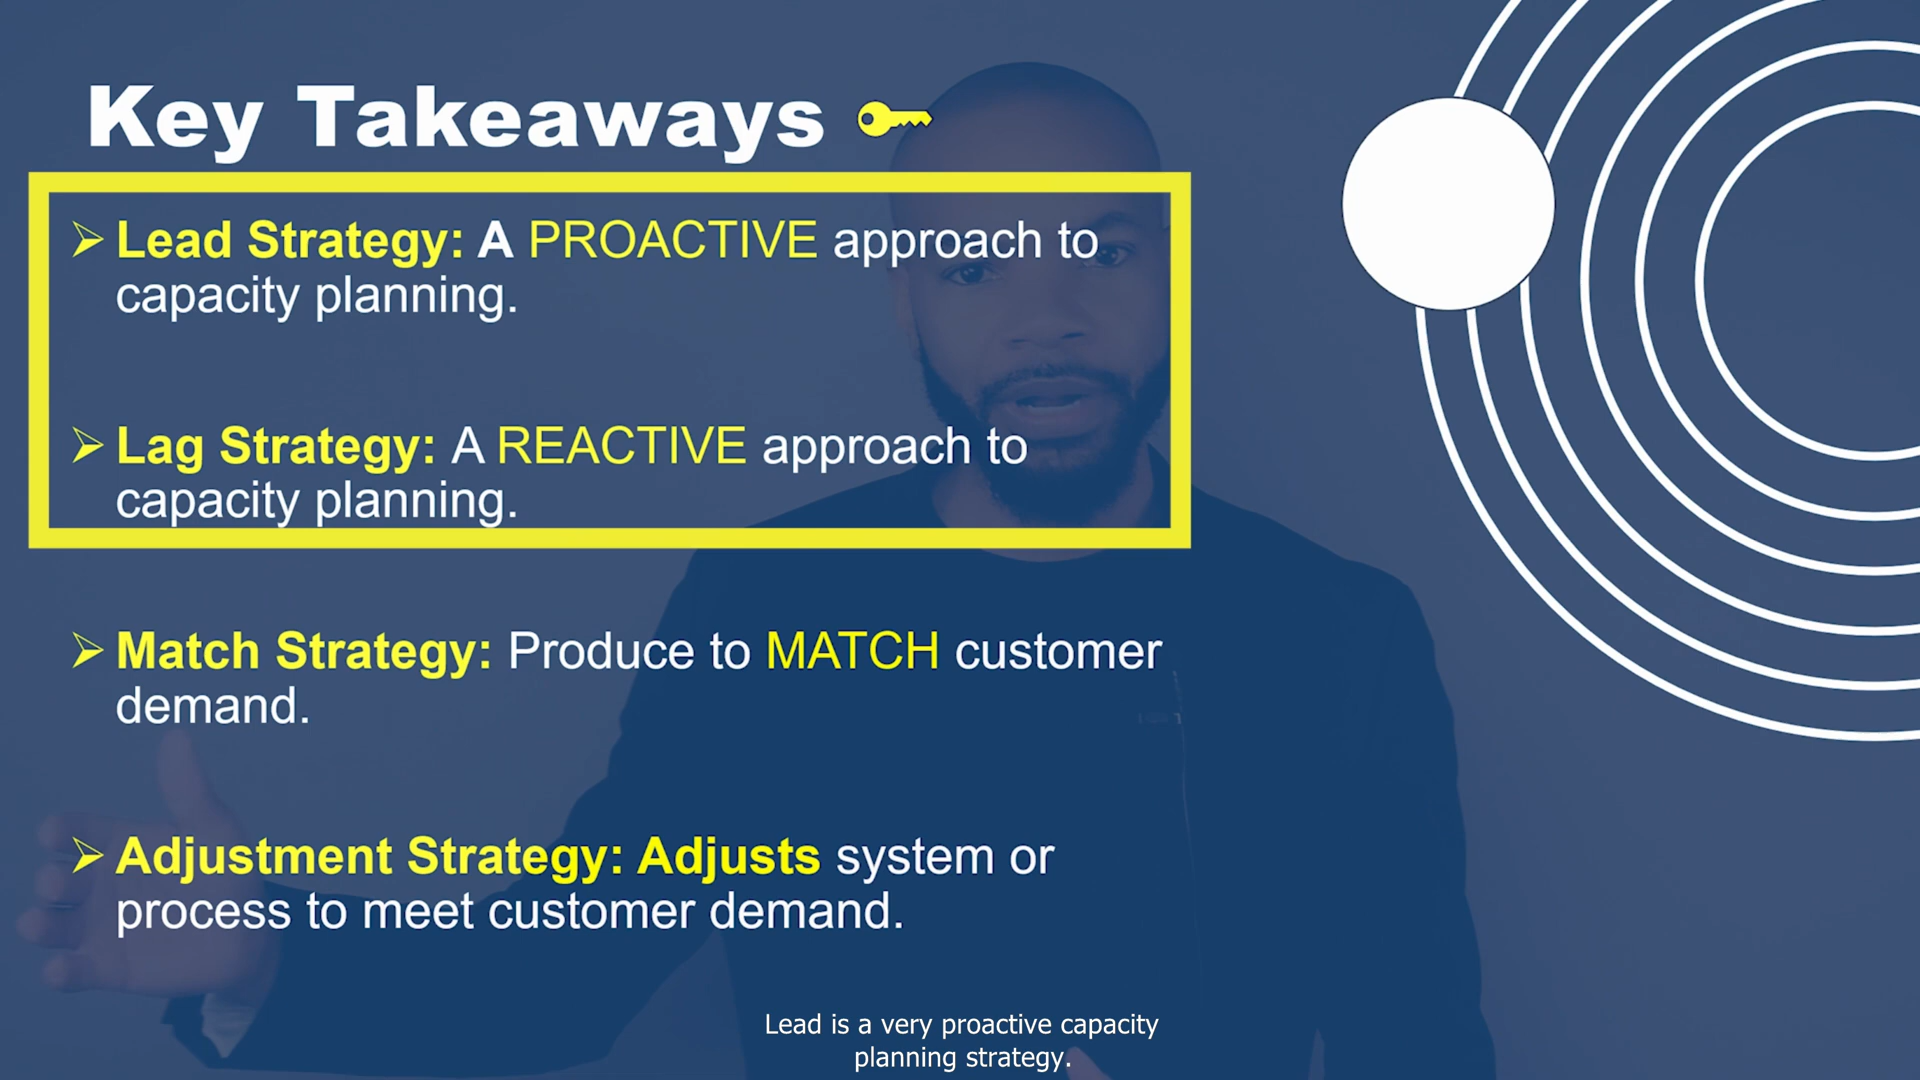 Key Takeaways
Lead Strategy: A PROACTIVE approach to
capacity planning.
Lag Strategy: A REACTIVE approach to
capacity planning.
Match Strategy: Produce to MATCH customer
demand.
Adjustment Strategy: Adjusts system or
process to meet customer demand.
Lead is a very proactive capacity
planning strategy.